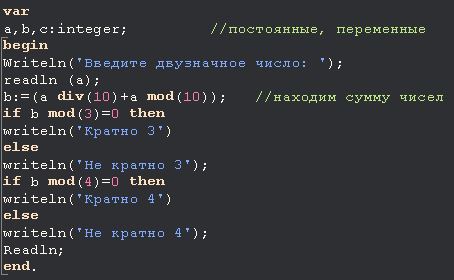 var
a,b,c:integer; //постоянные, переменные
begin
Writeln('Введите двузначное число: ');
readln (a);
b:=(a div(10)+a mod(10)); //находим сумму чисел
if b mod(3)=0 then
writeln('Кратно 3')
else
writeln('Не кратно 3');
if b mod(4)=0 then
writeln('Кратно 4')
else
writeln('Не кратно 4');
Readln;
end.